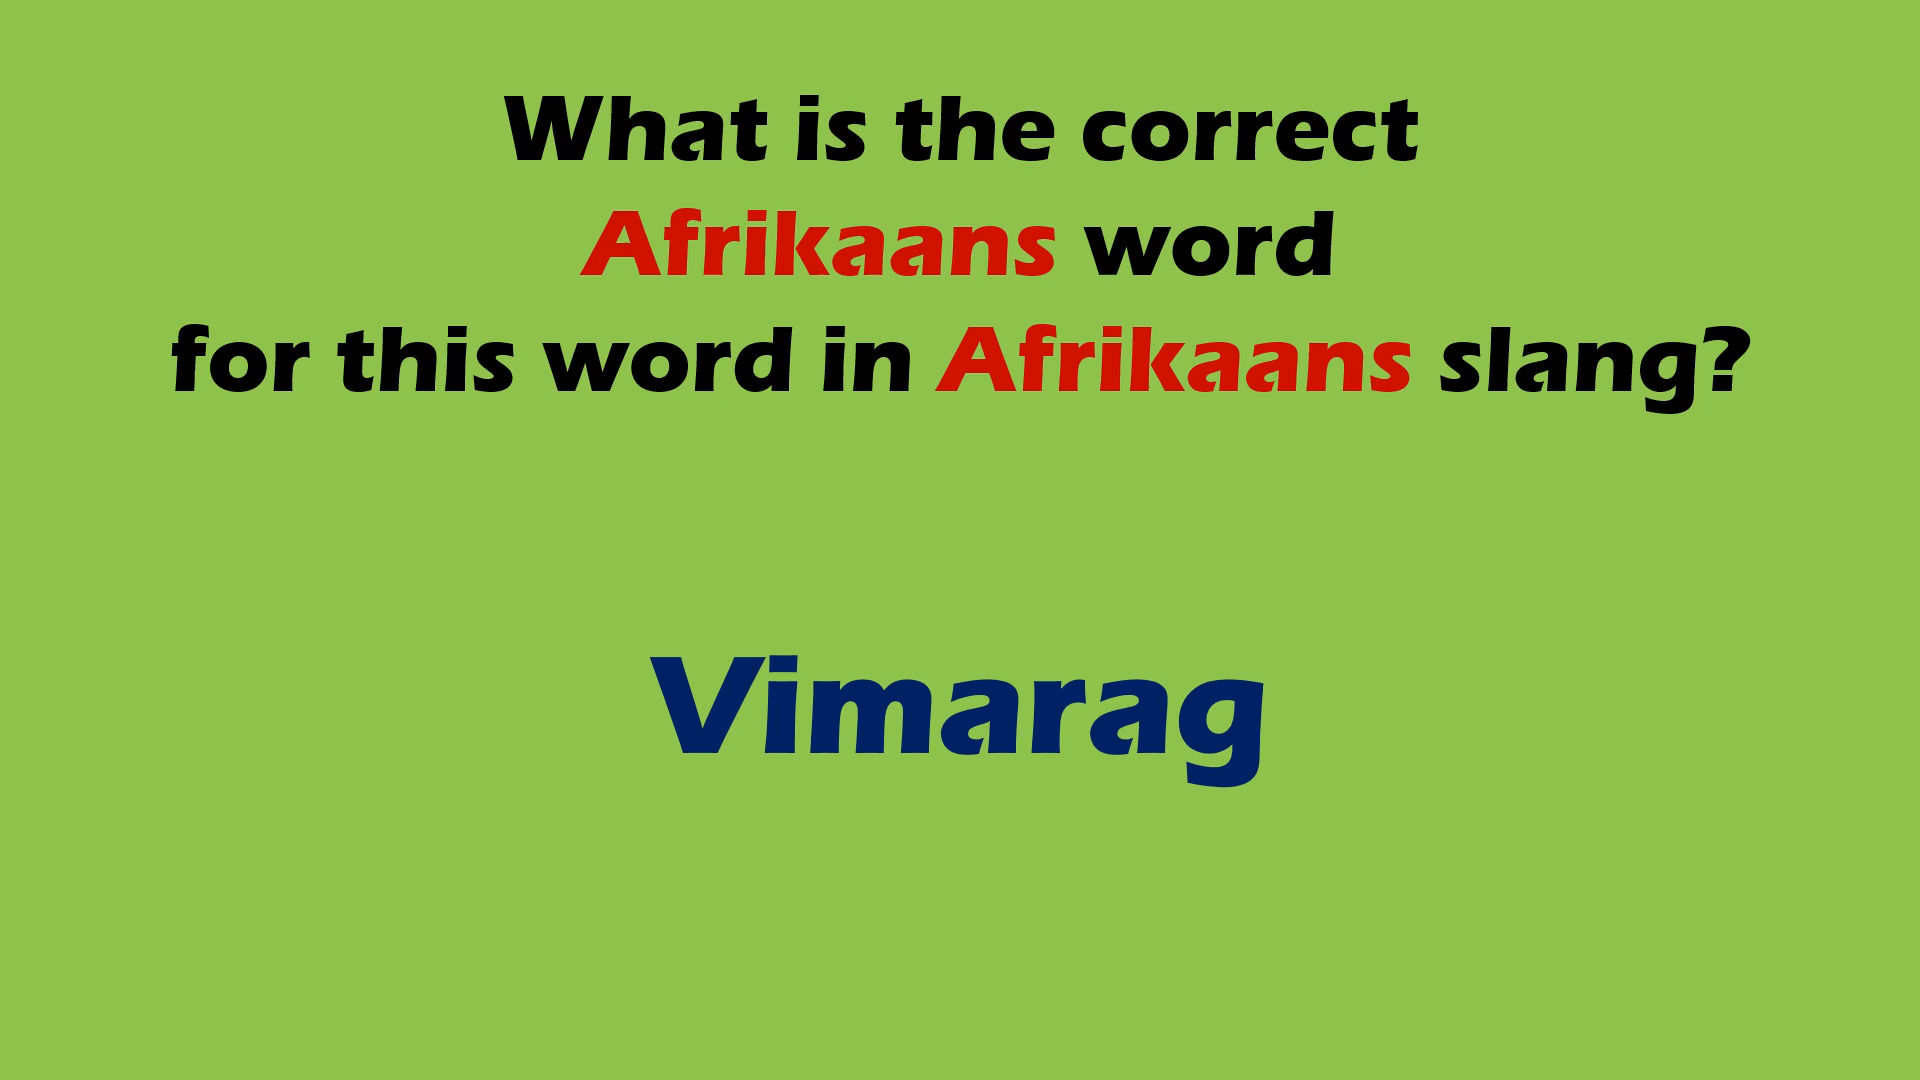 What is the correct
Afrikaans word
for this word in Afrikaans slang?
Vimarag